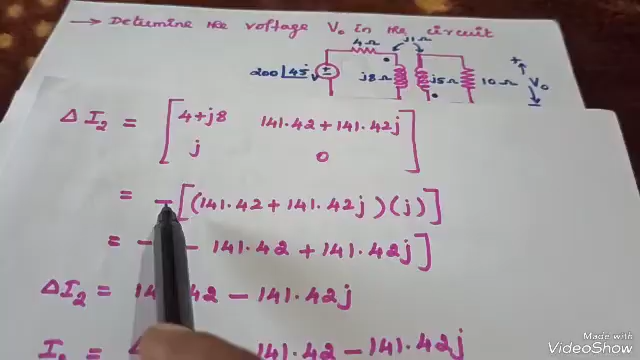 → Determine the voltage V₀ in the circuit
4Ω j1Ω
200∠45 V j8Ω j5Ω 10Ω + V₀ −
ΔI₂ = [ 4+j8 141.42+141.42j
j 0 ]
= −[(141.42+141.42j)(j)]
= − − 141.42 + 141.42j]
ΔI₂ = 42 − 141.42j
141.42 − 141.42j
Made with
VideoShow